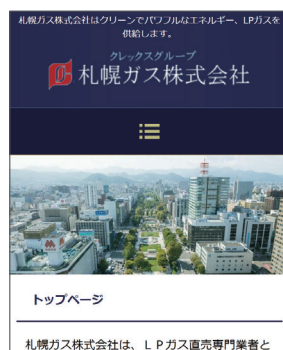 札幌ガス株式会社はクリーンでパワフルなエネルギー、LPガスを
供給します。
クレックスグループ
札幌ガス株式会社
トップページ
札幌ガス株式会社は、ＬＰガス直売専門業者と